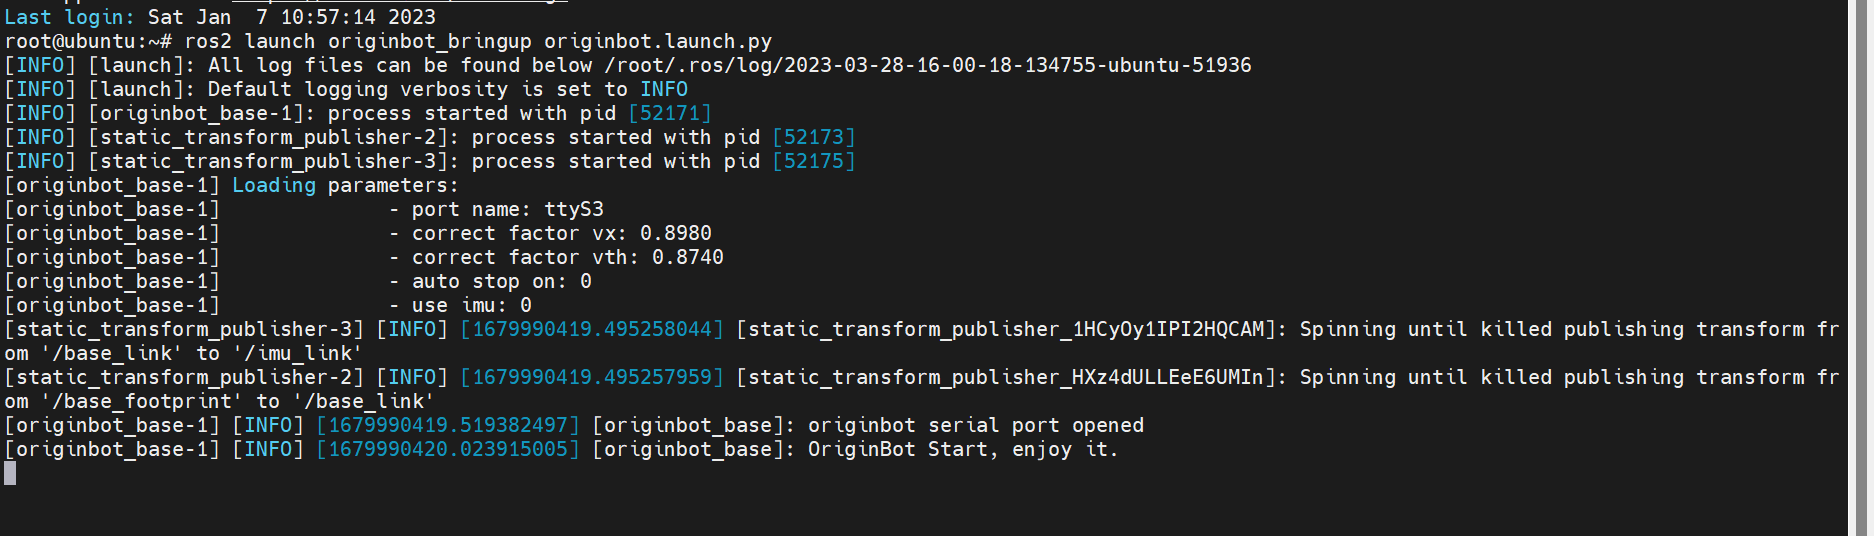 Last login: Sat Jan  7 10:57:14 2023
root@ubuntu:~# ros2 launch originbot_bringup originbot.launch.py
[INFO] [launch]: All log files can be found below /root/.ros/log/2023-03-28-16-00-18-134755-ubuntu-51936
[INFO] [launch]: Default logging verbosity is set to INFO
[INFO] [originbot_base-1]: process started with pid [52171]
[INFO] [static_transform_publisher-2]: process started with pid [52173]
[INFO] [static_transform_publisher-3]: process started with pid [52175]
[originbot_base-1] Loading parameters:
[originbot_base-1]              - port name: ttyS3
[originbot_base-1]              - correct factor vx: 0.8980
[originbot_base-1]              - correct factor vth: 0.8740
[originbot_base-1]              - auto stop on: 0
[originbot_base-1]              - use imu: 0
[static_transform_publisher-3] [INFO] [1679990419.495258044] [static_transform_publisher_1HCyOy1IPI2HQCAM]: Spinning until killed publishing transform fr
om '/base_link' to '/imu_link'
[static_transform_publisher-2] [INFO] [1679990419.495257959] [static_transform_publisher_HXz4dULLEeE6UMIn]: Spinning until killed publishing transform fr
om '/base_footprint' to '/base_link'
[originbot_base-1] [INFO] [1679990419.519382497] [originbot_base]: originbot serial port opened
[originbot_base-1] [INFO] [1679990420.023915005] [originbot_base]: OriginBot Start, enjoy it.